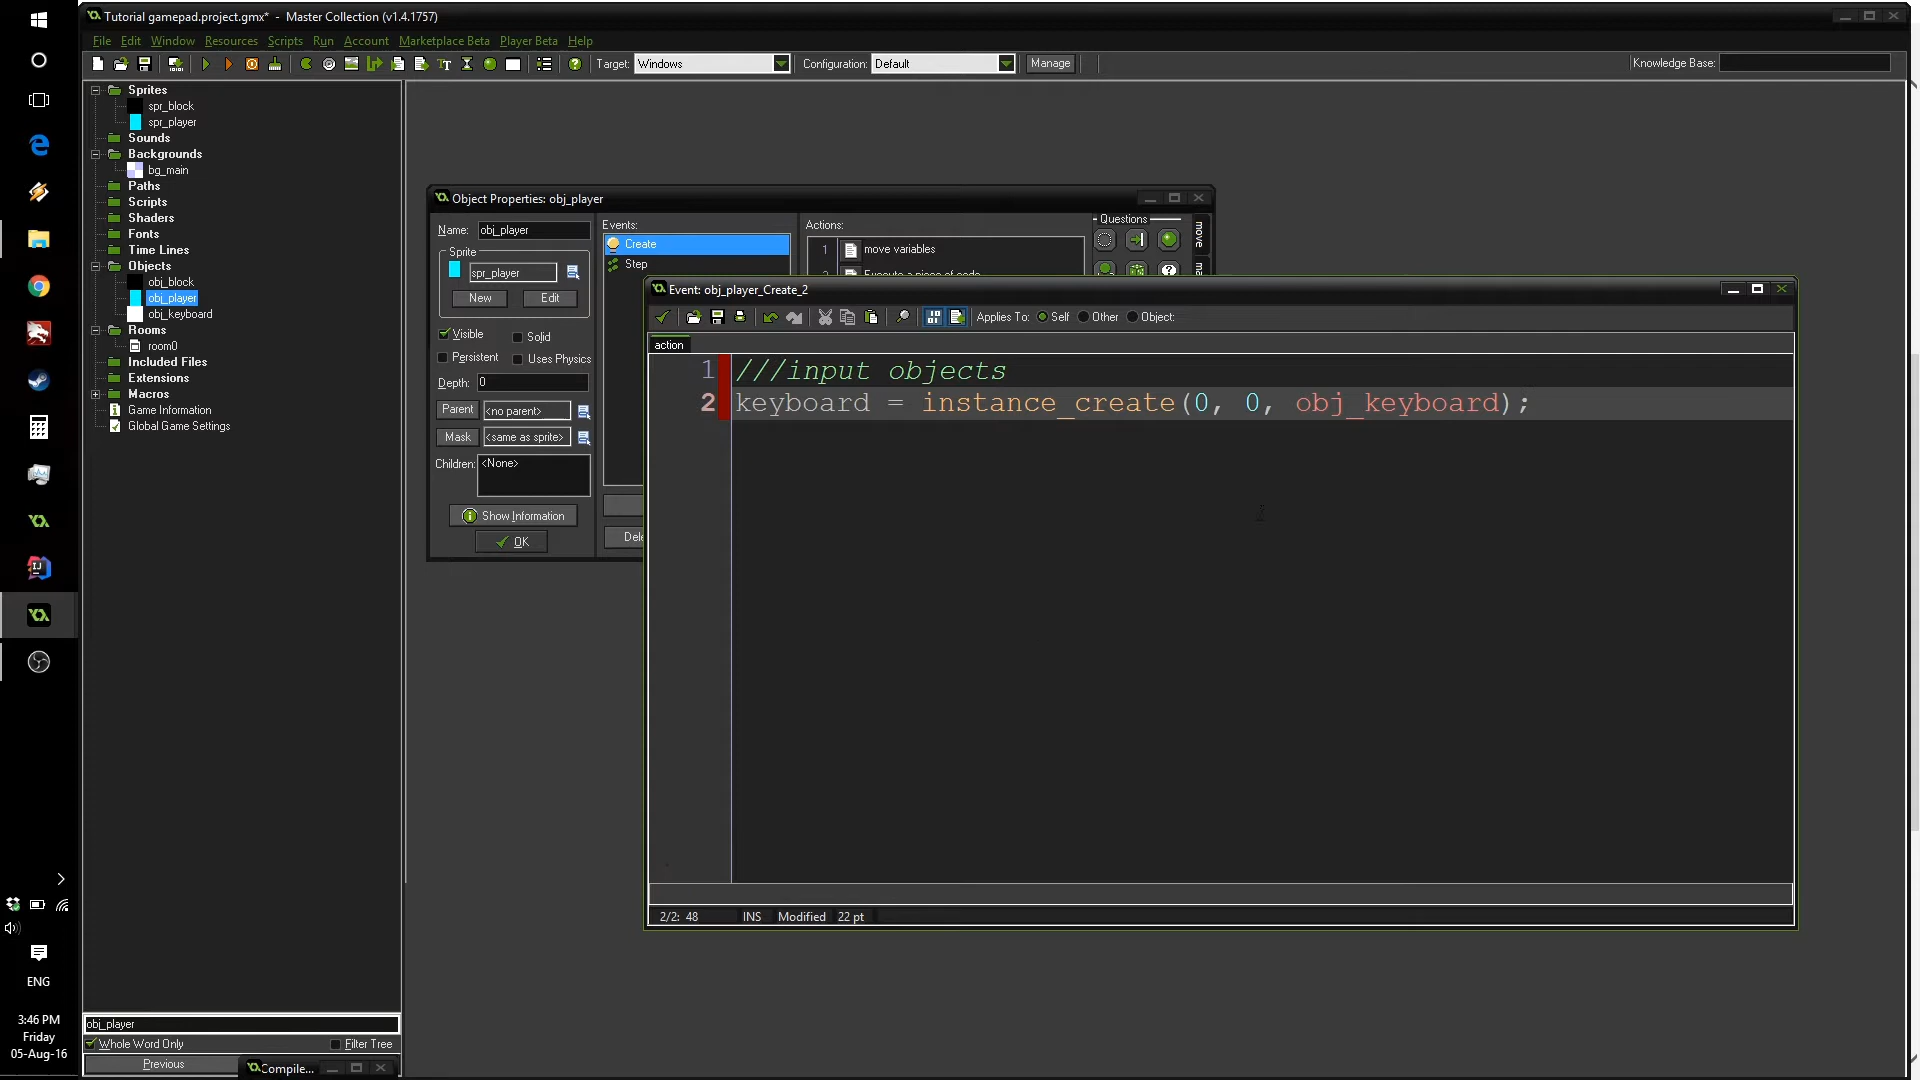 Tutorial gamepad.project.gmx* - Master Collection (v1.4.1757)
File Edit Window Resources Scripts Run Account Marketplace Beta Player Beta Help
Target: Windows Configuration: Default Manage Knowledge Base:
Sprites
spr_block
spr_player
Sounds
Backgrounds
bg_main
Paths
Scripts
Shaders
Fonts
Time Lines
Objects
obj_block
obj_player
obj_keyboard
Rooms
room0
Included Files
Extensions
Macros
Game Information
Global Game Settings
obj_player
Whole Word Only Filter Tree
Previous
Compile...
Object Properties: obj_player
Name: obj_player
Sprite
spr_player
New Edit
Visible Solid
Persistent Uses Physics
Depth: 0
Parent <no parent>
Mask <same as sprite>
Children: <None>
Show Information
OK
Events:
Create
Step
Dele
Actions:
1 move variables
2 Execute a piece of code
Questions
move
Event: obj_player_Create_2
Applies To: Self Other Object:
action
1 ///input objects
2 keyboard = instance_create(0, 0, obj_keyboard);
2/2: 48 INS Modified 22 pt
ENG
3:46 PM
Friday
05-Aug-16